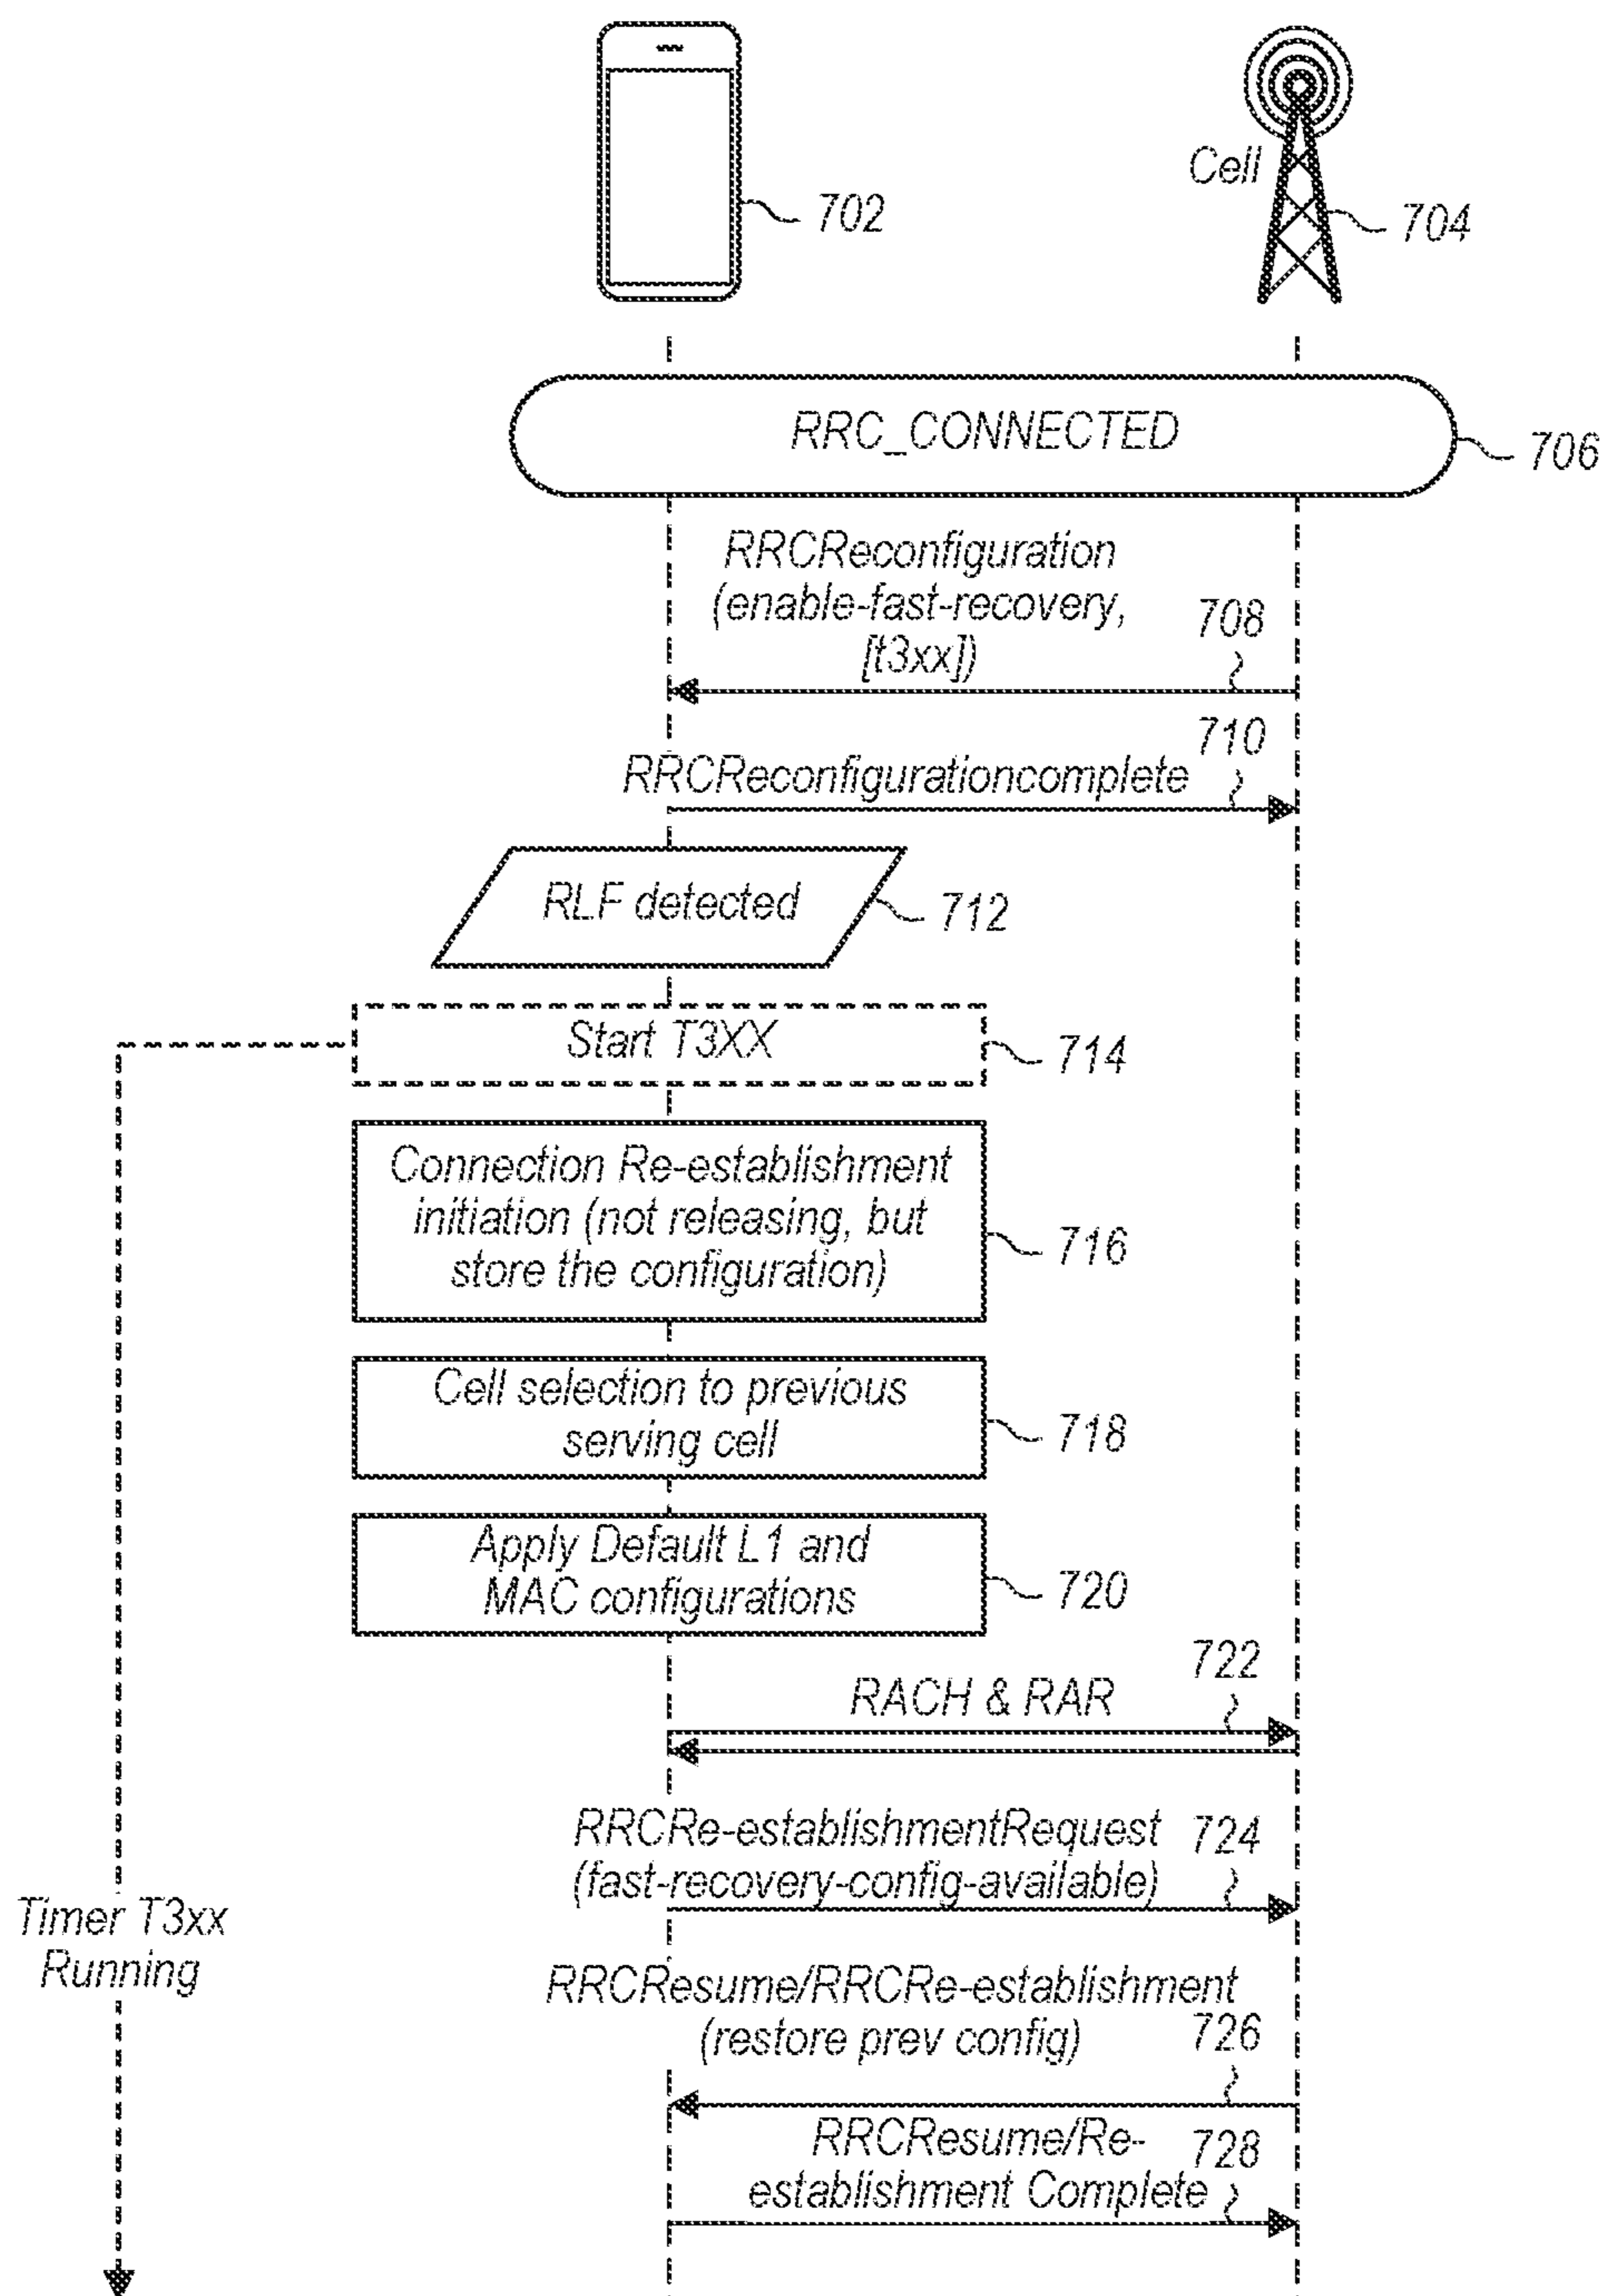 702
Cell
704
RRC_CONNECTED
706
RRCReconfiguration
(enable-fast-recovery,
[t3xx])
708
710
RRCReconfigurationcomplete
RLF detected
712
Start T3XX
714
Connection Re-establishment
initiation (not releasing, but
store the configuration)
716
Cell selection to previous
serving cell
718
Apply Default L1 and
MAC configurations
720
722
RACH & RAR
RRCRe-establishmentRequest
(fast-recovery-config-available)
724
Timer T3xx
Running
RRCResume/RRCRe-establishment
(restore prev config)
726
RRCResume/Re-
establishment Complete
728